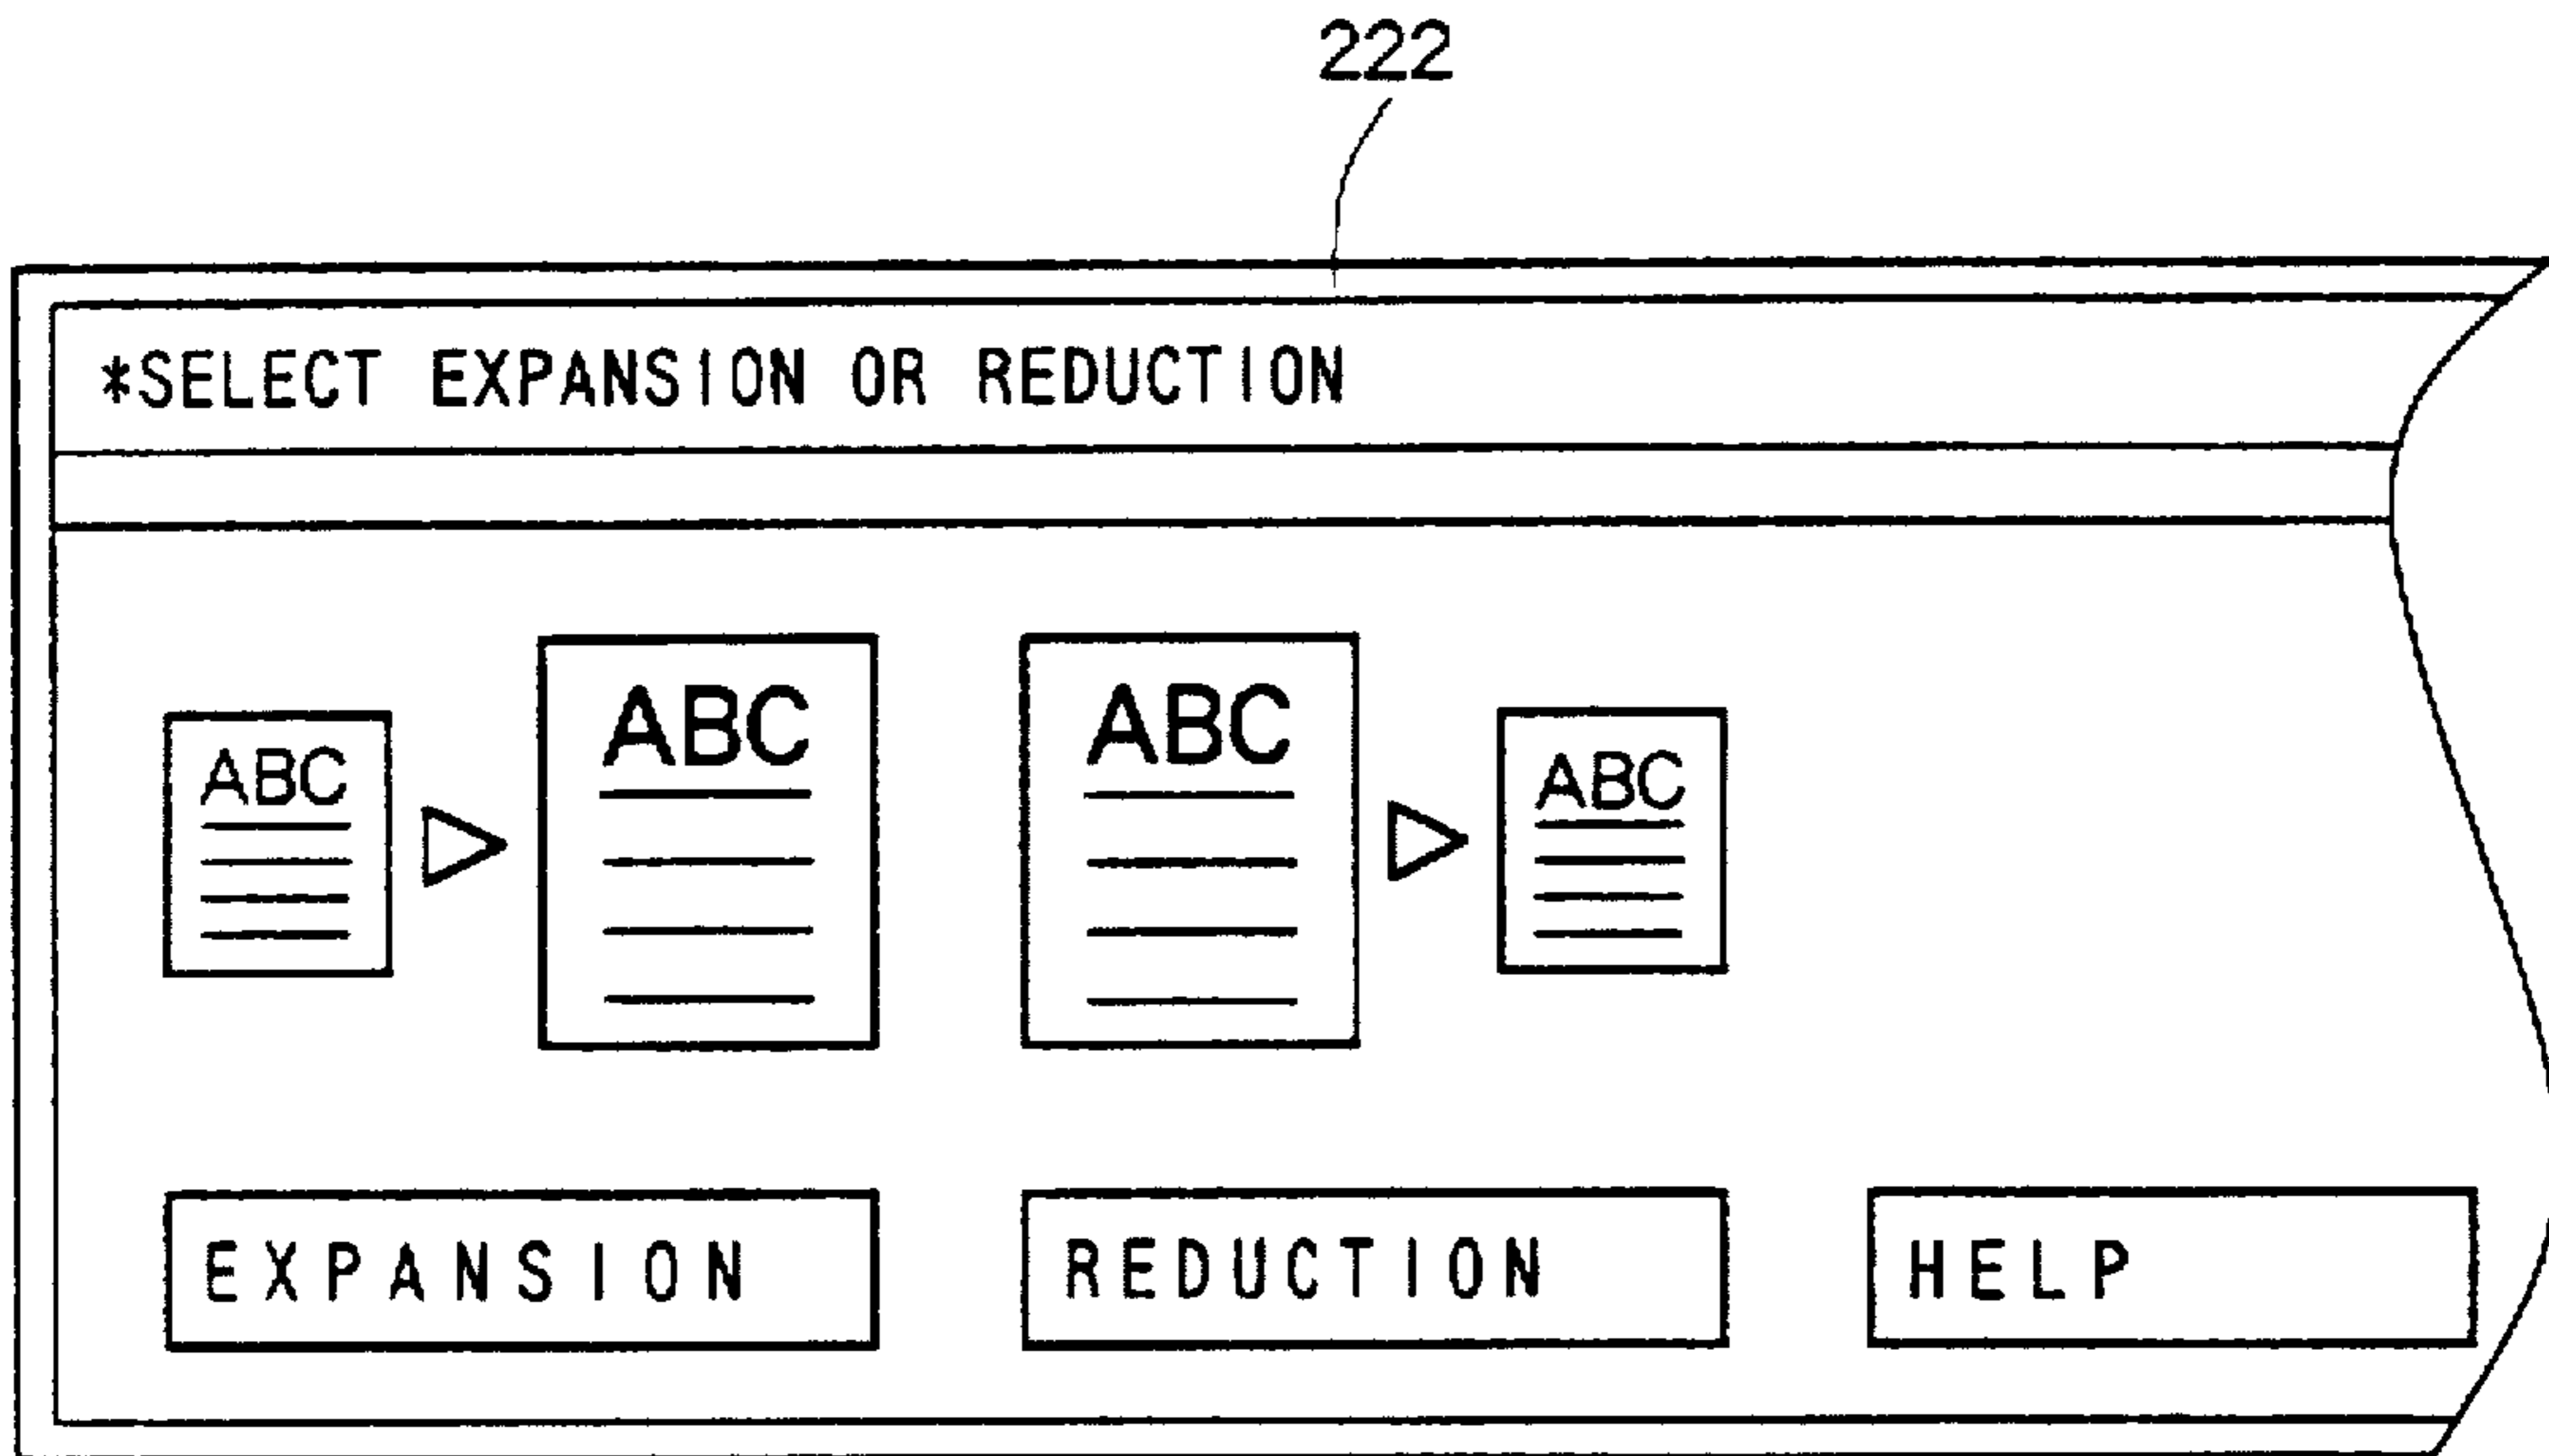 222
*SELECT EXPANSION OR REDUCTION
ABC
ABC
ABC
ABC
EXPANSION
REDUCTION
HELP